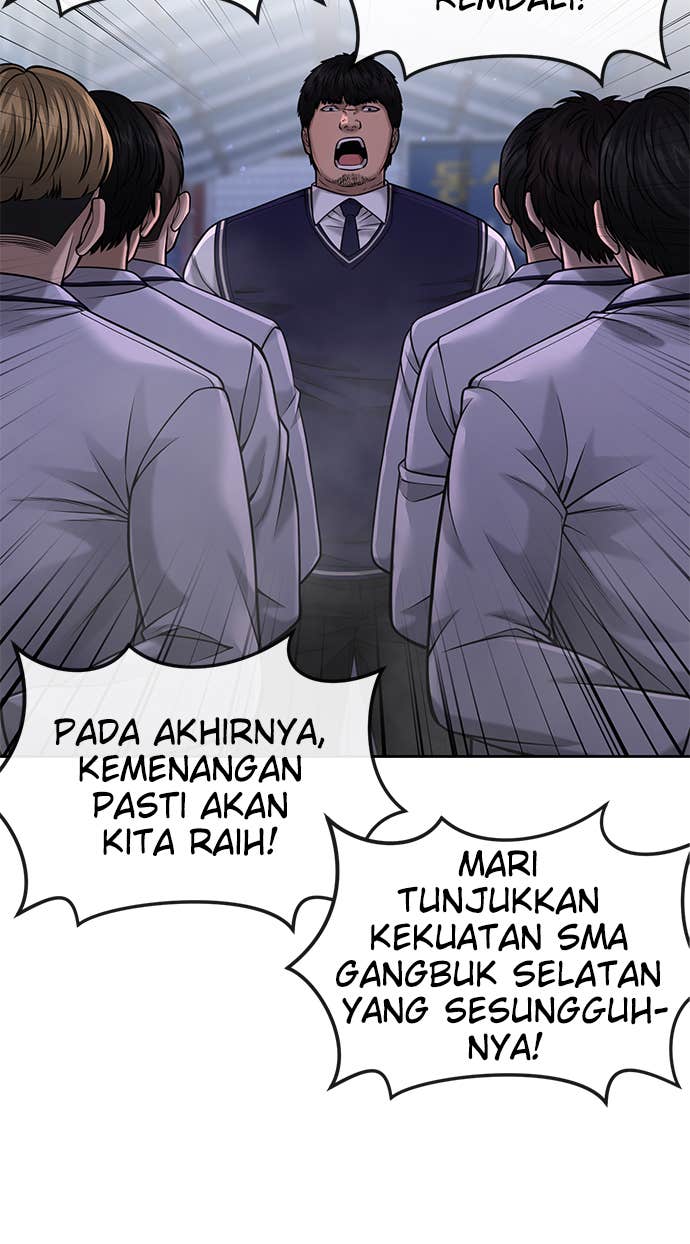 KEMBALI!
PADA AKHIRNYA,
KEMENANGAN
PASTI AKAN
KITA RAIH!
MARI
TUNJUKKAN
KEKUATAN SMA
GANGBUK SELATAN
YANG SESUNGGUH-
NYA!